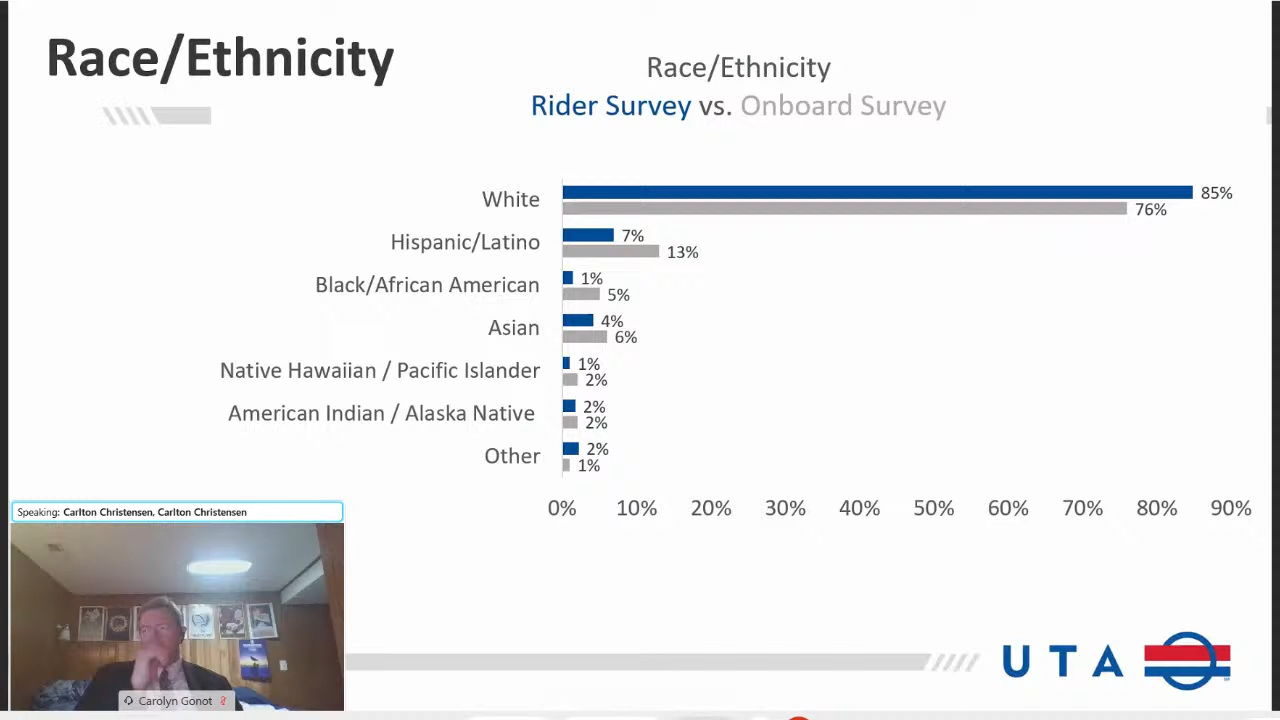 Race/Ethnicity
Race/Ethnicity
Rider Survey vs. Onboard Survey
White
85%
76%
Hispanic/Latino
7%
13%
Black/African American
1%
5%
Asian
4%
6%
Native Hawaiian / Pacific Islander
1%
2%
American Indian / Alaska Native
2%
2%
Other
2%
1%
0% 10% 20% 30% 40% 50% 60% 70% 80% 90%
Speaking: Carlton Christensen, Carlton Christensen
Carolyn Gonot
UTA